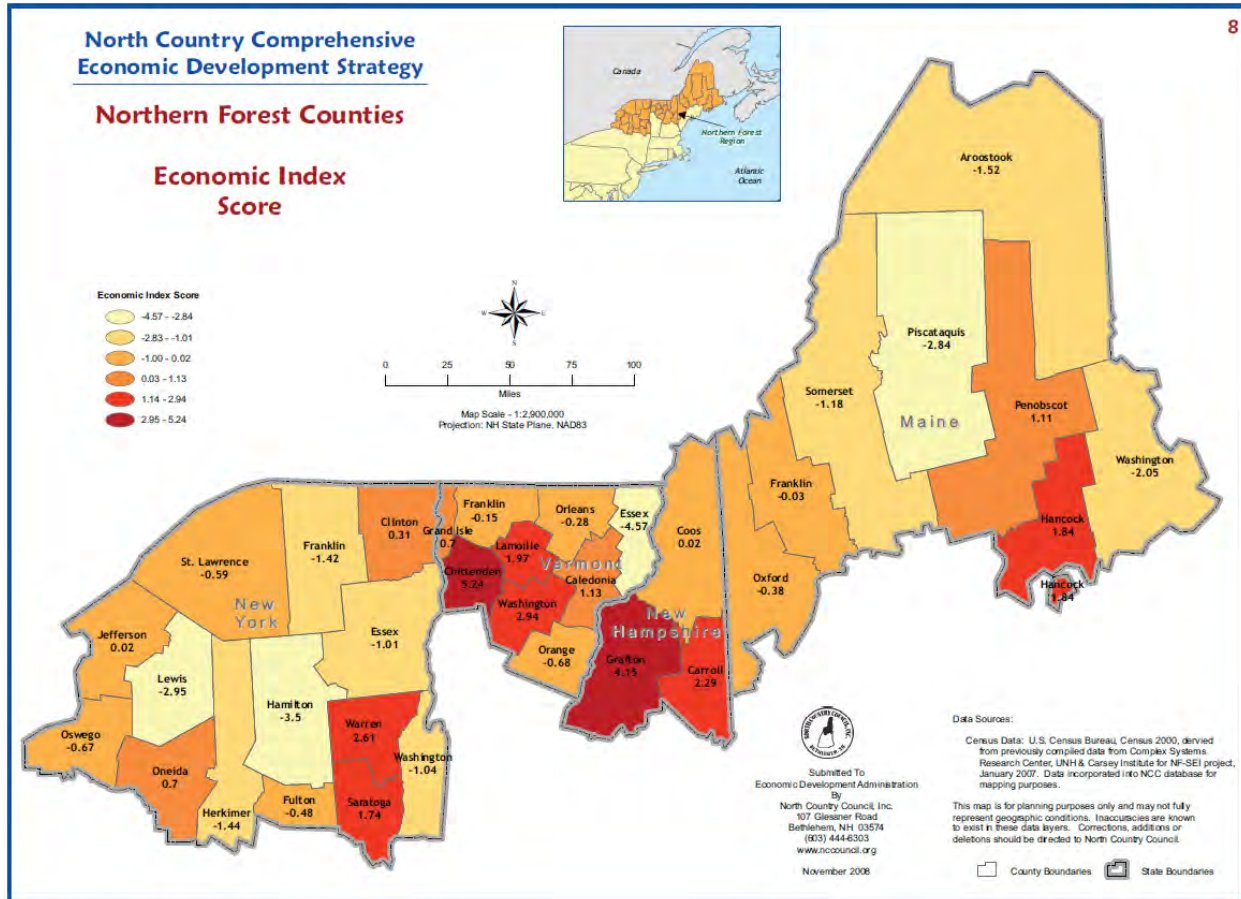 8
North Country Comprehensive
Economic Development Strategy
Northern Forest Counties
Economic Index
Score
Canada
Northern Forest
Region
Atlantic
Ocean
Economic Index Score
-4.57 - -2.84
-2.83 - -1.01
-1.00 - 0.02
0.03 - 1.13
1.14 - 2.94
2.95 - 5.24
N
W
E
S
0
25
50
75
100
Miles
Map Scale - 1:2,900,000
Projection: NH State Plane, NAD83
Aroostook
-1.52
Piscataquis
-2.84
Somerset
-1.18
Maine
Penobscot
1.11
Washington
-2.05
Franklin
-0.03
Hancock
1.84
Hancock
1.84
Oxford
-0.38
Coos
0.02
New
Hampshire
Grafton
4.15
Carroll
2.29
Essex
-4.57
Orleans
-0.28
Franklin
-0.15
Grand Isle
0.7
Lamoille
1.97
Vermont
Caledonia
1.13
Chittenden
5.24
Washington
2.94
Orange
-0.68
Clinton
0.31
Franklin
-1.42
St. Lawrence
-0.59
New
York
Essex
-1.01
Jefferson
0.02
Lewis
-2.95
Hamilton
-3.5
Warren
2.61
Washington
-1.04
Oswego
-0.67
Oneida
0.7
Herkimer
-1.44
Fulton
-0.48
Saratoga
1.74
Submitted To
Economic Development Administration
By
North Country Council, Inc.
107 Glessner Road
Bethlehem, NH 03574
(603) 444-6303
www.nccouncil.org
November 2008
Data Sources:
Census Data: U.S. Census Bureau, Census 2000, dervied
from previously compiled data from Complex Systems
Research Center, UNH & Carsey Institute for NF-SEI project,
January 2007. Data incorporated into NCC database for
mapping purposes.
This map is for planning purposes only and may not fully
represent geographic conditions. Inaccuracies are known
to exist in these data layers. Corrections, additions or
deletions should be directed to North Country Council.
County Boundaries
State Boundaries